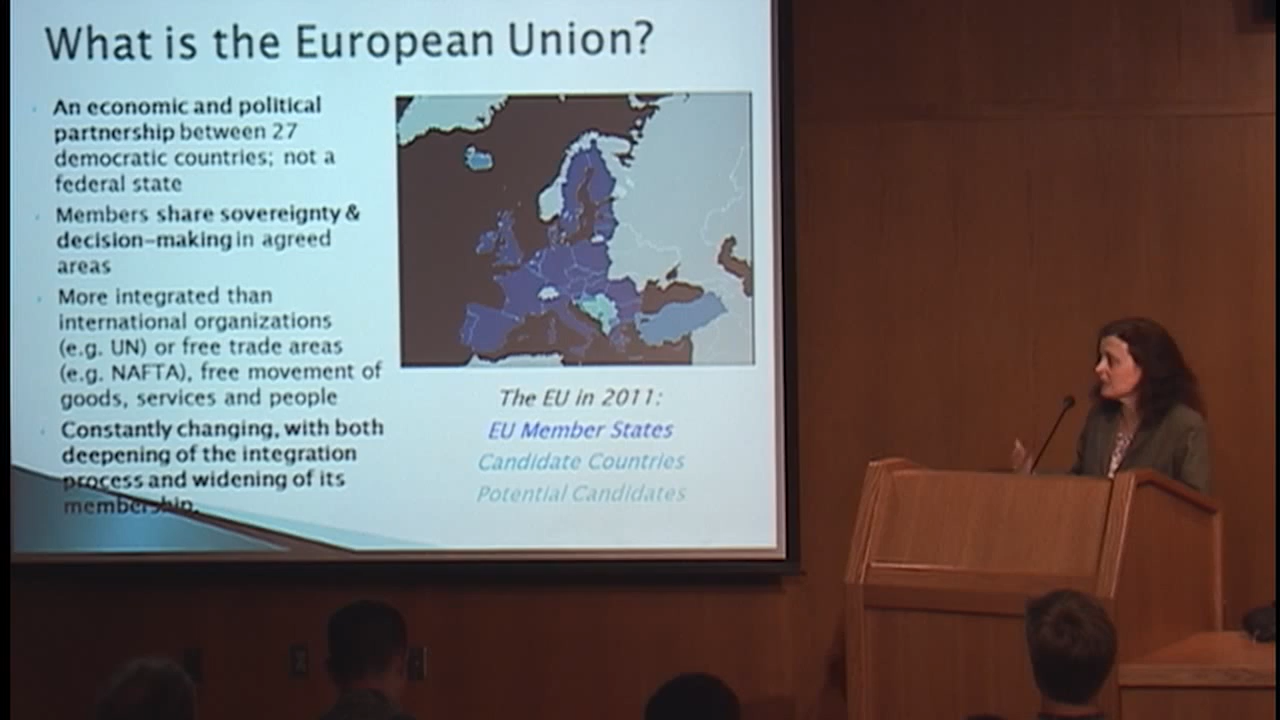 What is the European Union?
An economic and political
partnership between 27
democratic countries; not a
federal state
Members share sovereignty &
decision-making in agreed
areas
More integrated than
international organizations
(e.g. UN) or free trade areas
(e.g. NAFTA), free movement of
goods, services and people
Constantly changing, with both
deepening of the integration
process and widening of its
membership.
The EU in 2011:
EU Member States
Candidate Countries
Potential Candidates